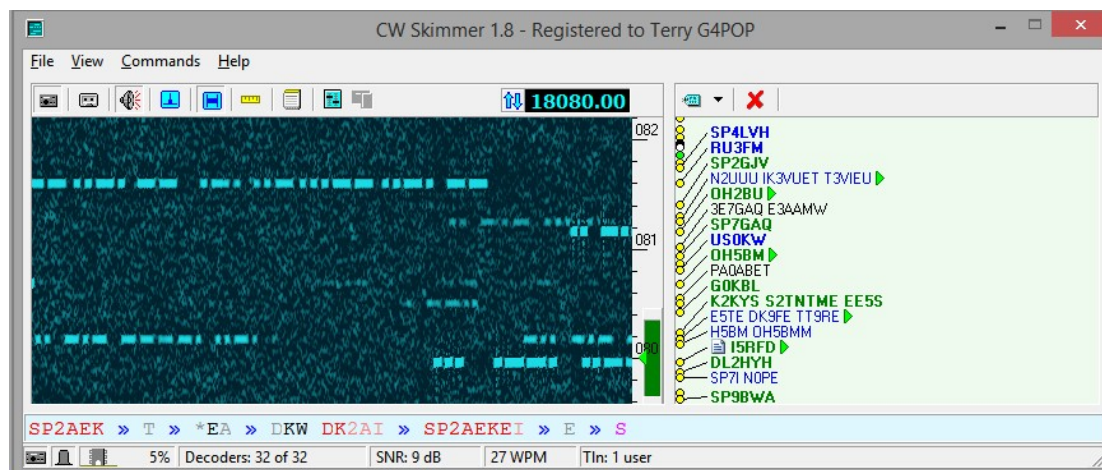 CW Skimmer 1.8 - Registered to Terry G4POP
File View Commands Help
18080.00
082
081
080
SP4LVH
RU3FM
SP2GJV
N2UUU IK3VUET T3VIEU
OH2BU
3E7GAQ E3AAMW
SP7GAQ
US0KW
OH5BM
PA0ABET
G0KBL
K2KYS S2TNTME EE5S
E5TE DK9FE TT9RE
H5BM OH5BMM
I5RFD
DL2HYH
SP7I N0PE
SP9BWA
SP2AEK » T » *EA » DKW DK2AI » SP2AEKEI » E » S
5% Decoders: 32 of 32 SNR: 9 dB 27 WPM Tln: 1 user